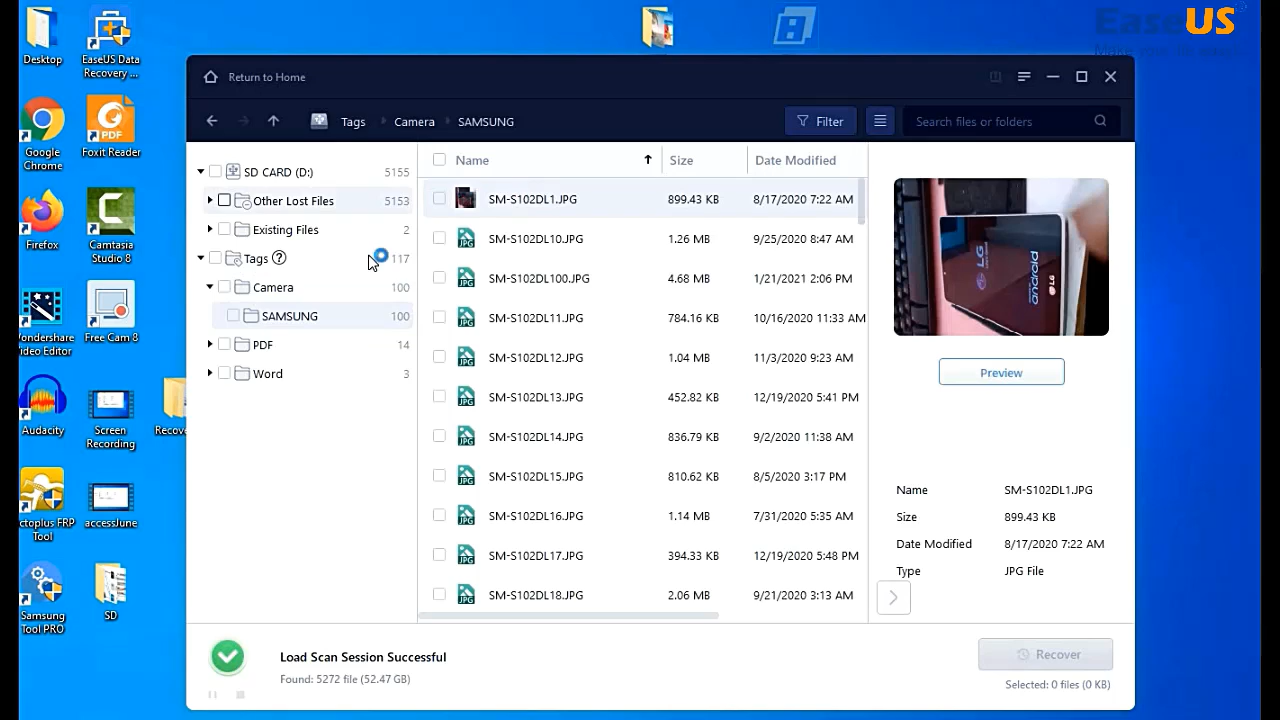 EaseUS
Desktop
EaseUS Data
Recovery ...
Google
Chrome
Foxit Reader
Firefox
Camtasia
Studio 8
ondershare
ideo Editor
Free Cam 8
Audacity
Screen
Recording
Recove
ctoplus FRP
Tool
accessJune
Samsung
Tool PRO
SD
Return to Home
Tags
Camera
SAMSUNG
Filter
Search files or folders
SD CARD (D:) 5155
Other Lost Files 5153
Existing Files 2
Tags ? 117
Camera 100
SAMSUNG 100
PDF 14
Word 3
Name Size Date Modified
SM-S102DL1.JPG 899.43 KB 8/17/2020 7:22 AM
SM-S102DL10.JPG 1.26 MB 9/25/2020 8:47 AM
SM-S102DL100.JPG 4.68 MB 1/21/2021 2:06 PM
SM-S102DL11.JPG 784.16 KB 10/16/2020 11:33 AM
SM-S102DL12.JPG 1.04 MB 11/3/2020 9:23 AM
SM-S102DL13.JPG 452.82 KB 12/19/2020 5:41 PM
SM-S102DL14.JPG 836.79 KB 9/2/2020 11:38 AM
SM-S102DL15.JPG 810.62 KB 8/5/2020 3:17 PM
SM-S102DL16.JPG 1.14 MB 7/31/2020 5:35 AM
SM-S102DL17.JPG 394.33 KB 12/19/2020 5:48 PM
SM-S102DL18.JPG 2.06 MB 9/21/2020 3:13 AM
LG
android
LG
Preview
Name SM-S102DL1.JPG
Size 899.43 KB
Date Modified 8/17/2020 7:22 AM
Type JPG File
Load Scan Session Successful
Found: 5272 file (52.47 GB)
Recover
Selected: 0 files (0 KB)